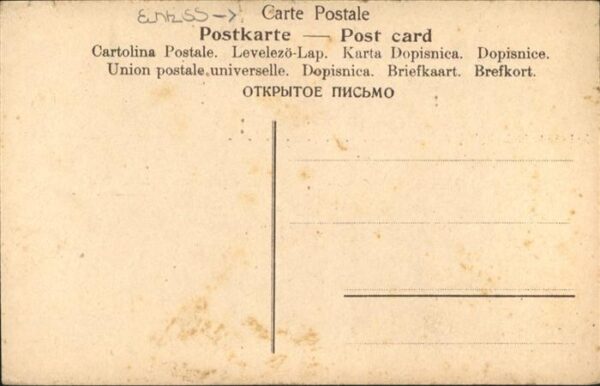 Carte Postale
Postkarte — Post card
Cartolina Postale. Levelezö-Lap. Karta Dopisnica. Dopisnice.
Union postale universelle. Dopisnica. Briefkaart. Brefkort.
ОТКРЫТОЕ ПИСЬМО